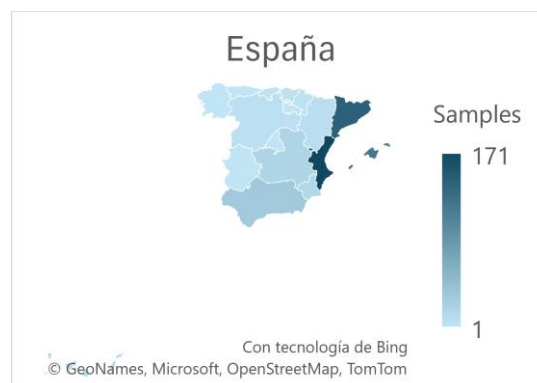 España
Samples
171
1
Con tecnología de Bing
© GeoNames, Microsoft, OpenStreetMap, TomTom